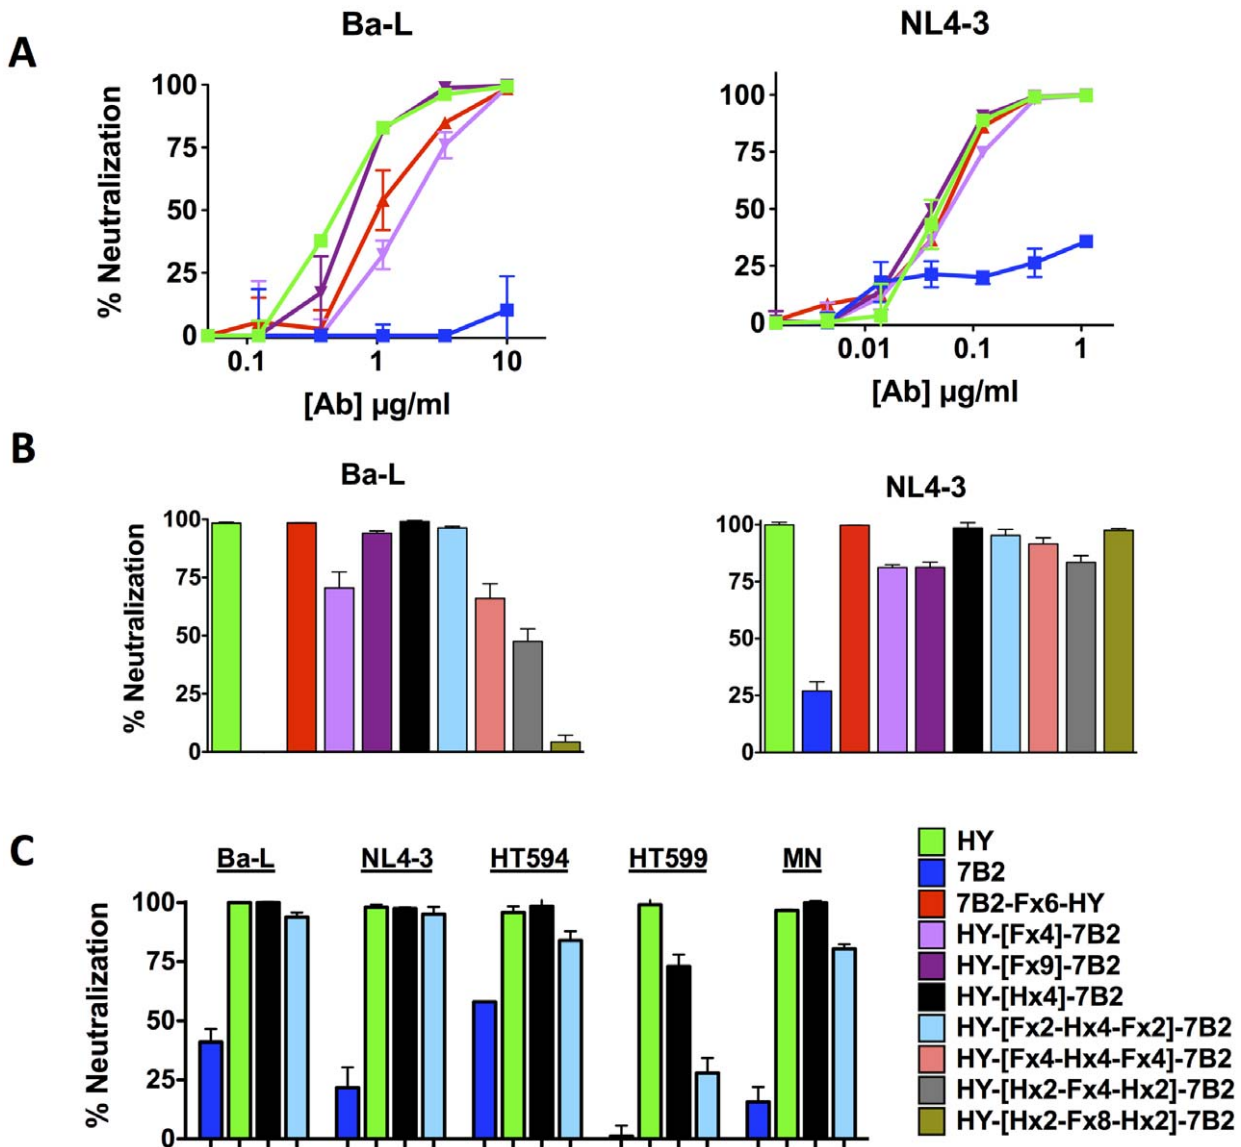 A
Ba-L
NL4-3
% Neutralization
100
75
50
25
0
0.1
1
10
[Ab] µg/ml
100
75
50
25
0
0.01
0.1
1
[Ab] µg/ml
B
Ba-L
NL4-3
% Neutralization
100
75
50
25
0
100
75
50
25
0
C
Ba-L
NL4-3
HT594
HT599
MN
% Neutralization
100
75
50
25
0
HY
7B2
7B2-Fx6-HY
HY-[Fx4]-7B2
HY-[Fx9]-7B2
HY-[Hx4]-7B2
HY-[Fx2-Hx4-Fx2]-7B2
HY-[Fx4-Hx4-Fx4]-7B2
HY-[Hx2-Fx4-Hx2]-7B2
HY-[Hx2-Fx8-Hx2]-7B2